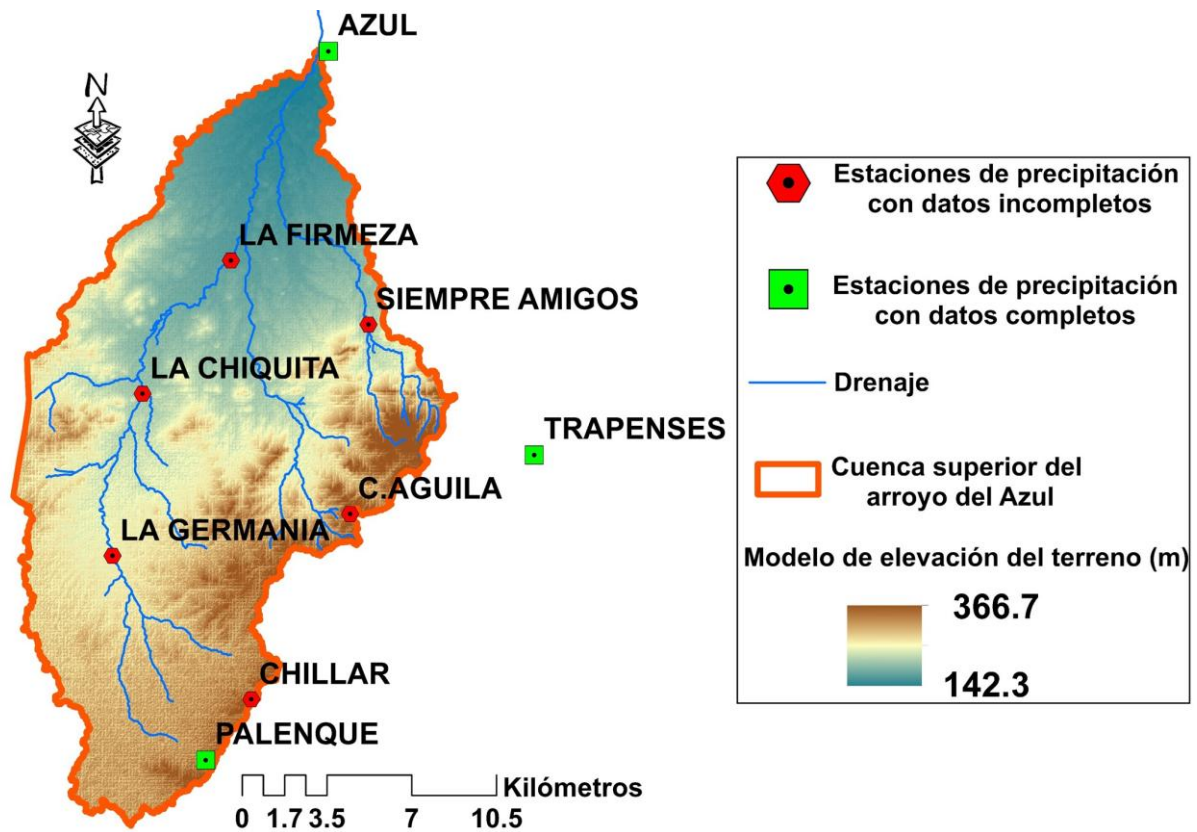 AZUL
N
LA FIRMEZA
SIEMPRE AMIGOS
LA CHIQUITA
TRAPENSES
C.AGUILA
LA GERMANIA
CHILLAR
PALENQUE
Kilómetros
0 1.7 3.5 7 10.5
Estaciones de precipitación
con datos incompletos
Estaciones de precipitación
con datos completos
Drenaje
Cuenca superior del
arroyo del Azul
Modelo de elevación del terreno (m)
366.7
142.3